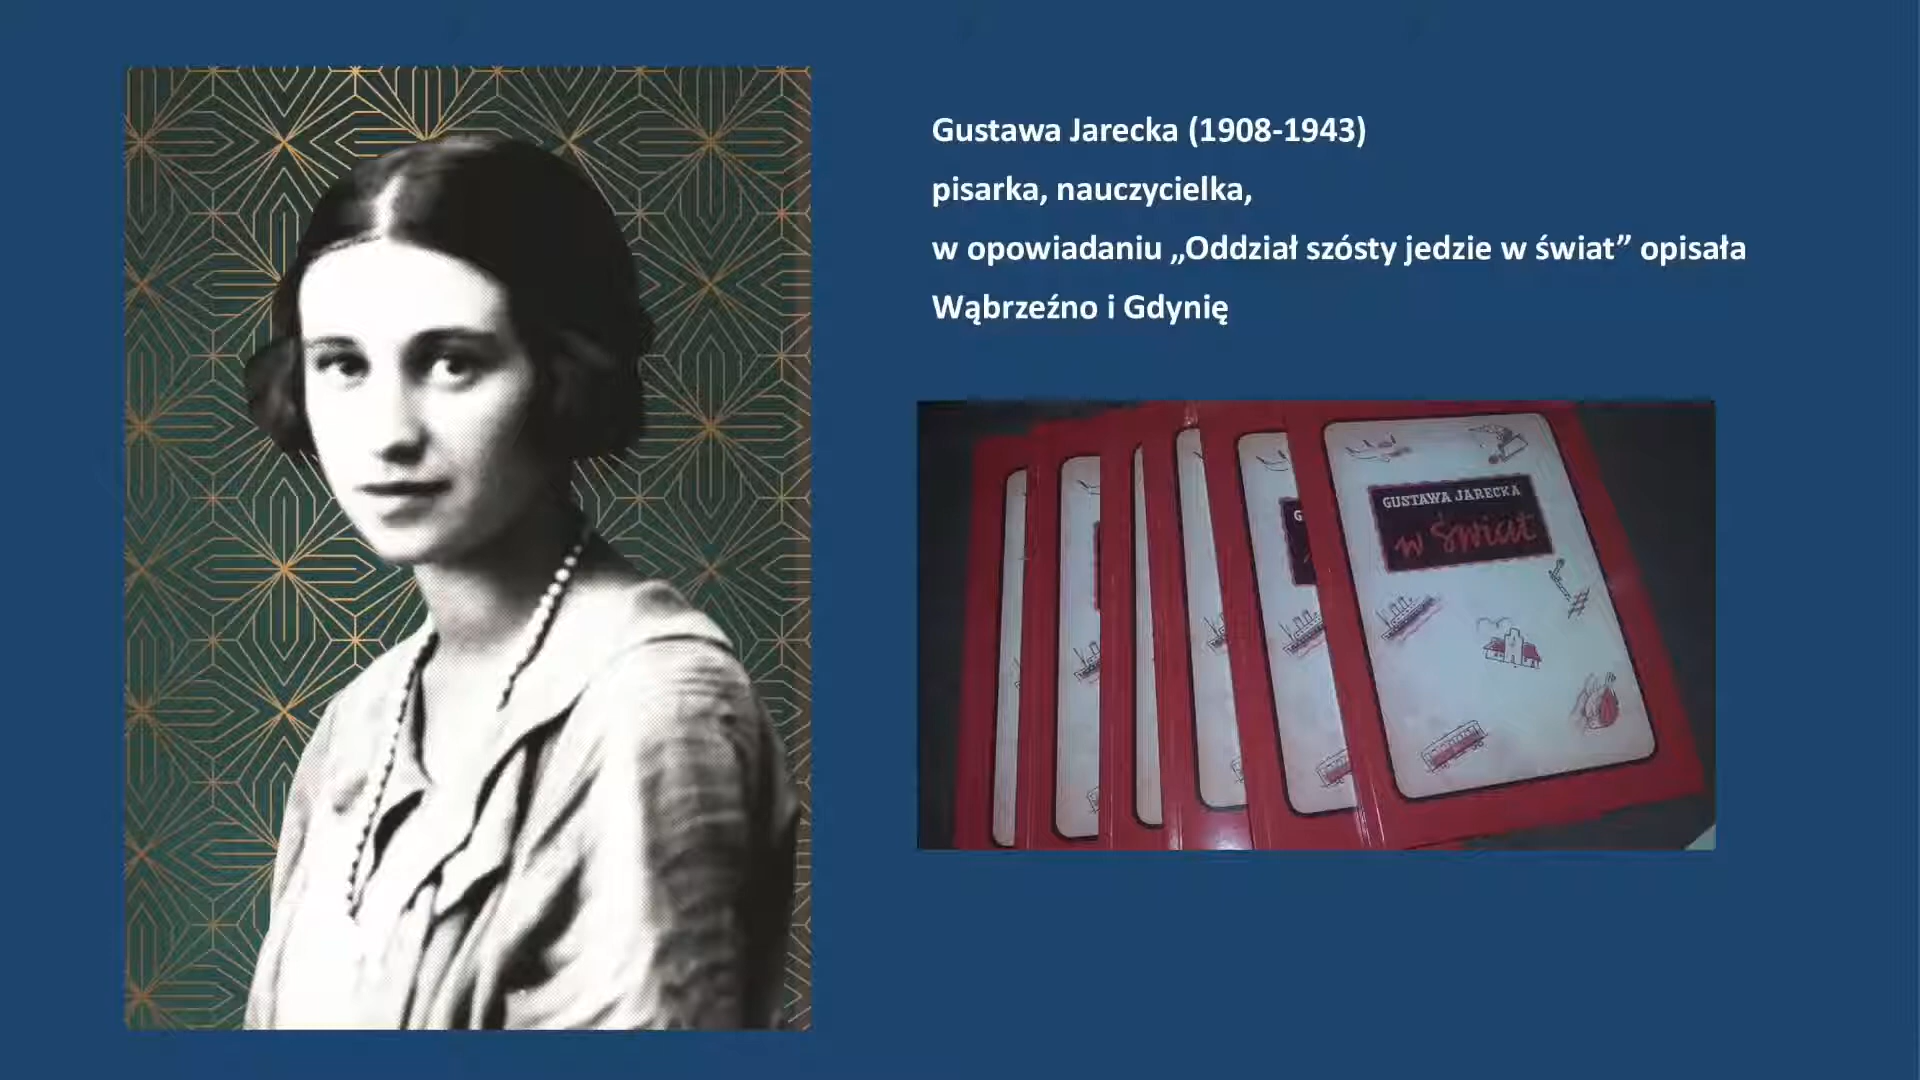 Gustawa Jarecka (1908-1943)
pisarka, nauczycielka,
w opowiadaniu „Oddział szósty jedzie w świat” opisała
Wąbrzeźno i Gdynię
GUSTAWA JARECKA
w świat
G